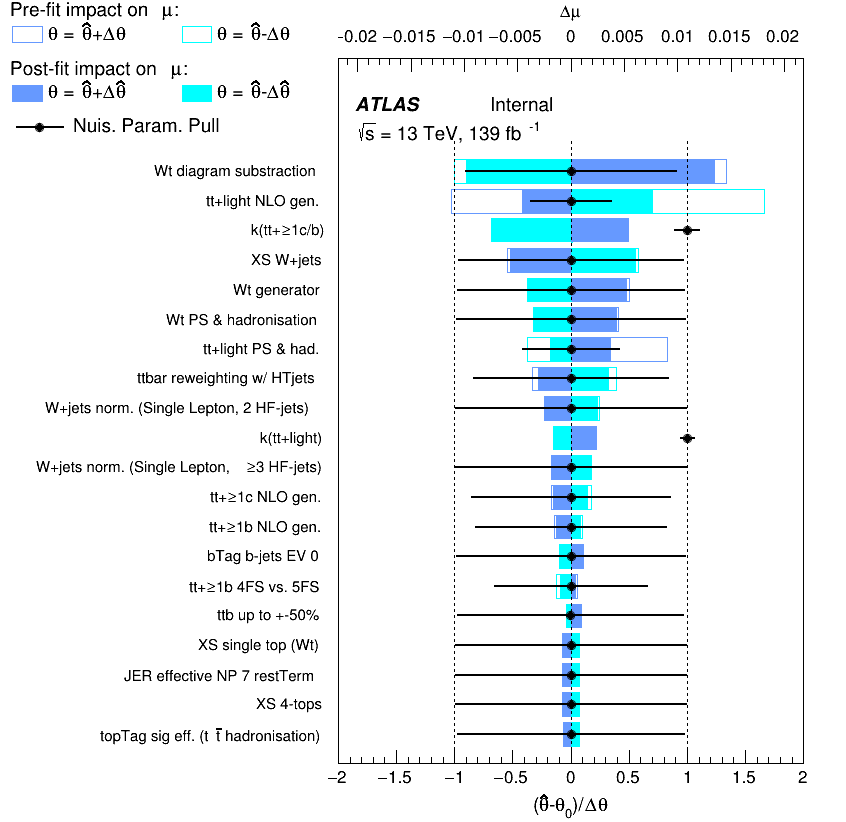 Pre-fit impact on μ:
θ = θ̂+Δθ θ = θ̂-Δθ
Post-fit impact on μ:
θ = θ̂+Δθ̂ θ = θ̂-Δθ̂
Nuis. Param. Pull
Δμ
−0.02 −0.015 −0.01 −0.005 0 0.005 0.01 0.015 0.02
ATLAS Internal
√s = 13 TeV, 139 fb -1
Wt diagram substraction
tt+light NLO gen.
k(tt+≥1c/b)
XS W+jets
Wt generator
Wt PS & hadronisation
tt+light PS & had.
ttbar reweighting w/ HTjets
W+jets norm. (Single Lepton, 2 HF-jets)
k(tt+light)
W+jets norm. (Single Lepton, ≥3 HF-jets)
tt+≥1c NLO gen.
tt+≥1b NLO gen.
bTag b-jets EV 0
tt+≥1b 4FS vs. 5FS
ttb up to +-50%
XS single top (Wt)
JER effective NP 7 restTerm
XS 4-tops
topTag sig eff. (t t̄ hadronisation)
−2 −1.5 −1 −0.5 0 0.5 1 1.5 2
(θ̂-θ₀)/Δθ